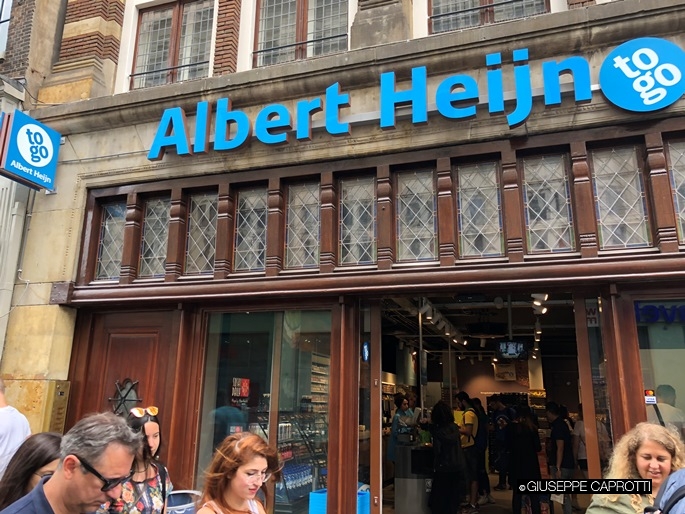 Albert Heijn to go
to
go
Albert Heijn
© GIUSEPPE CAPROTTI